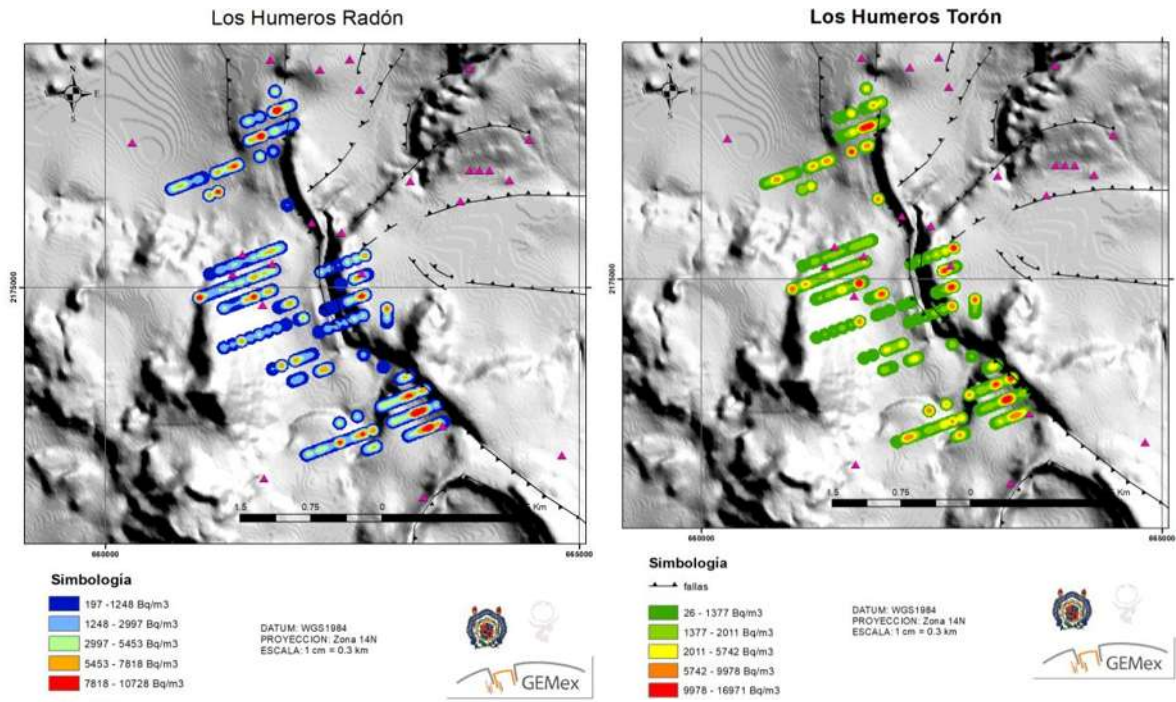 Los Humeros Radón
N
E
S
2175000
1.5 0.75 0
Km
660000
665000
Simbología
197 -1248 Bq/m3
1248 - 2997 Bq/m3
2997 - 5453 Bq/m3
5453 - 7818 Bq/m3
7818 - 10728 Bq/m3
DATUM: WGS1984
PROYECCION: Zona 14N
ESCALA: 1 cm = 0.3 km
GEMex
Los Humeros Torón
N
E
S
2175000
1.5 0.75 0
Km
660000
665000
Simbología
fallas
26 - 1377 Bq/m3
1377 - 2011 Bq/m3
2011 - 5742 Bq/m3
5742 - 9978 Bq/m3
9978 - 16971 Bq/m3
DATUM: WGS1984
PROYECCION: Zona 14N
ESCALA: 1 cm = 0.3 km
GEMex